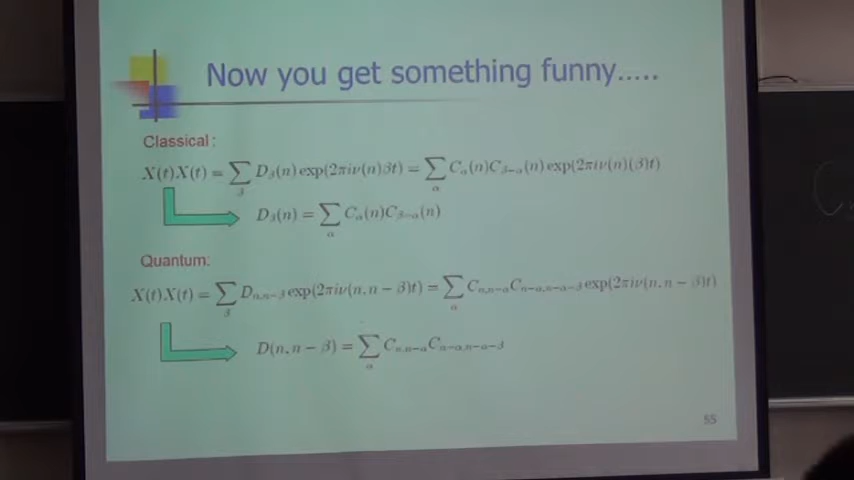 Now you get something funny.....
Classical:
X(t)X(t) = ∑_β D_β(n) exp(2πiν(n)βt) = ∑_α C_α(n)C_{β−α}(n) exp(2πiν(n)(β)t)
D_β(n) = ∑_α C_α(n)C_{β−α}(n)
Quantum:
X(t)X(t) = ∑_β D_{n,n−β} exp(2πiν(n, n − β)t) = ∑_α C_{n,n−α}C_{n−α,n−α−β} exp(2πiν(n, n − β)t)
D(n, n − β) = ∑_α C_{n,n−α}C_{n−α,n−α−β}
55